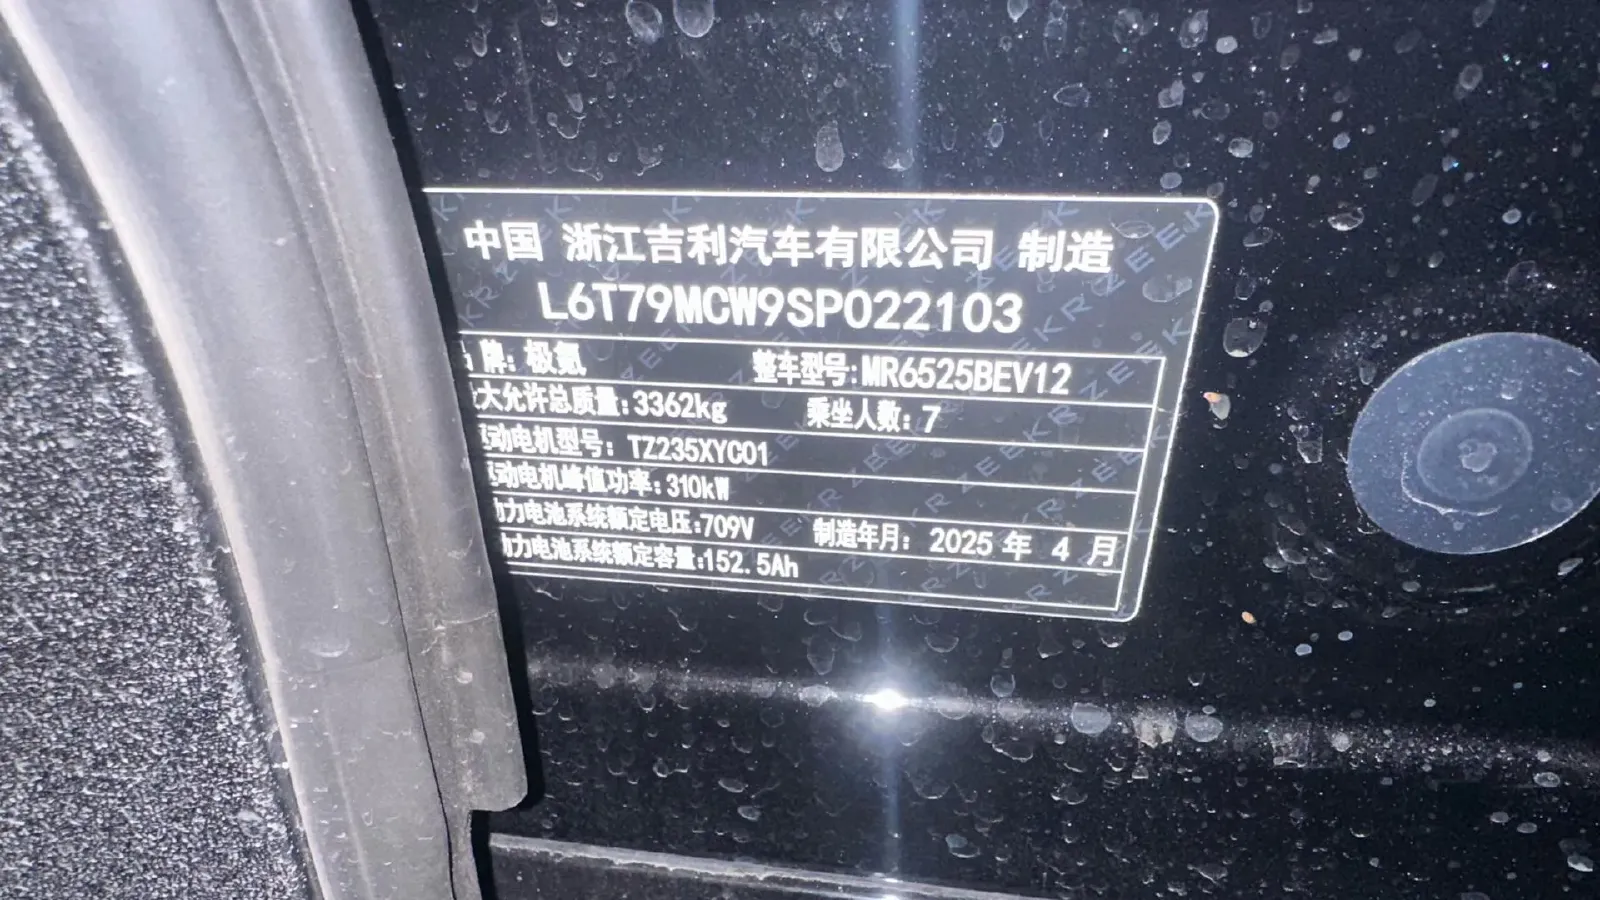 中国 浙江吉利汽车有限公司 制造
L6T79MCW9SP022103
牌: 极氪 整车型号:MR6525BEV12
大允许总质量:3362kg 乘坐人数: 7
动电机型号: TZ235XYC01
动电机峰值功率:310kW
力电池系统额定电压:709V 制造年月: 2025 年 4 月
动力电池系统额定容量:152.5Ah